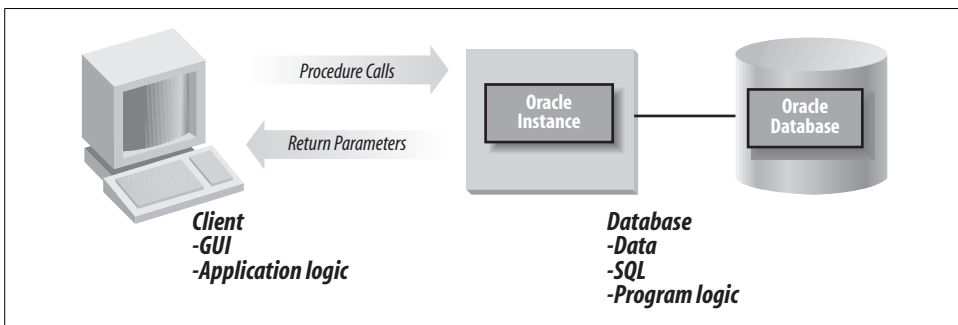 Procedure Calls
Return Parameters
Oracle
Instance
Oracle
Database
Client
-GUI
-Application logic
Database
-Data
-SQL
-Program logic